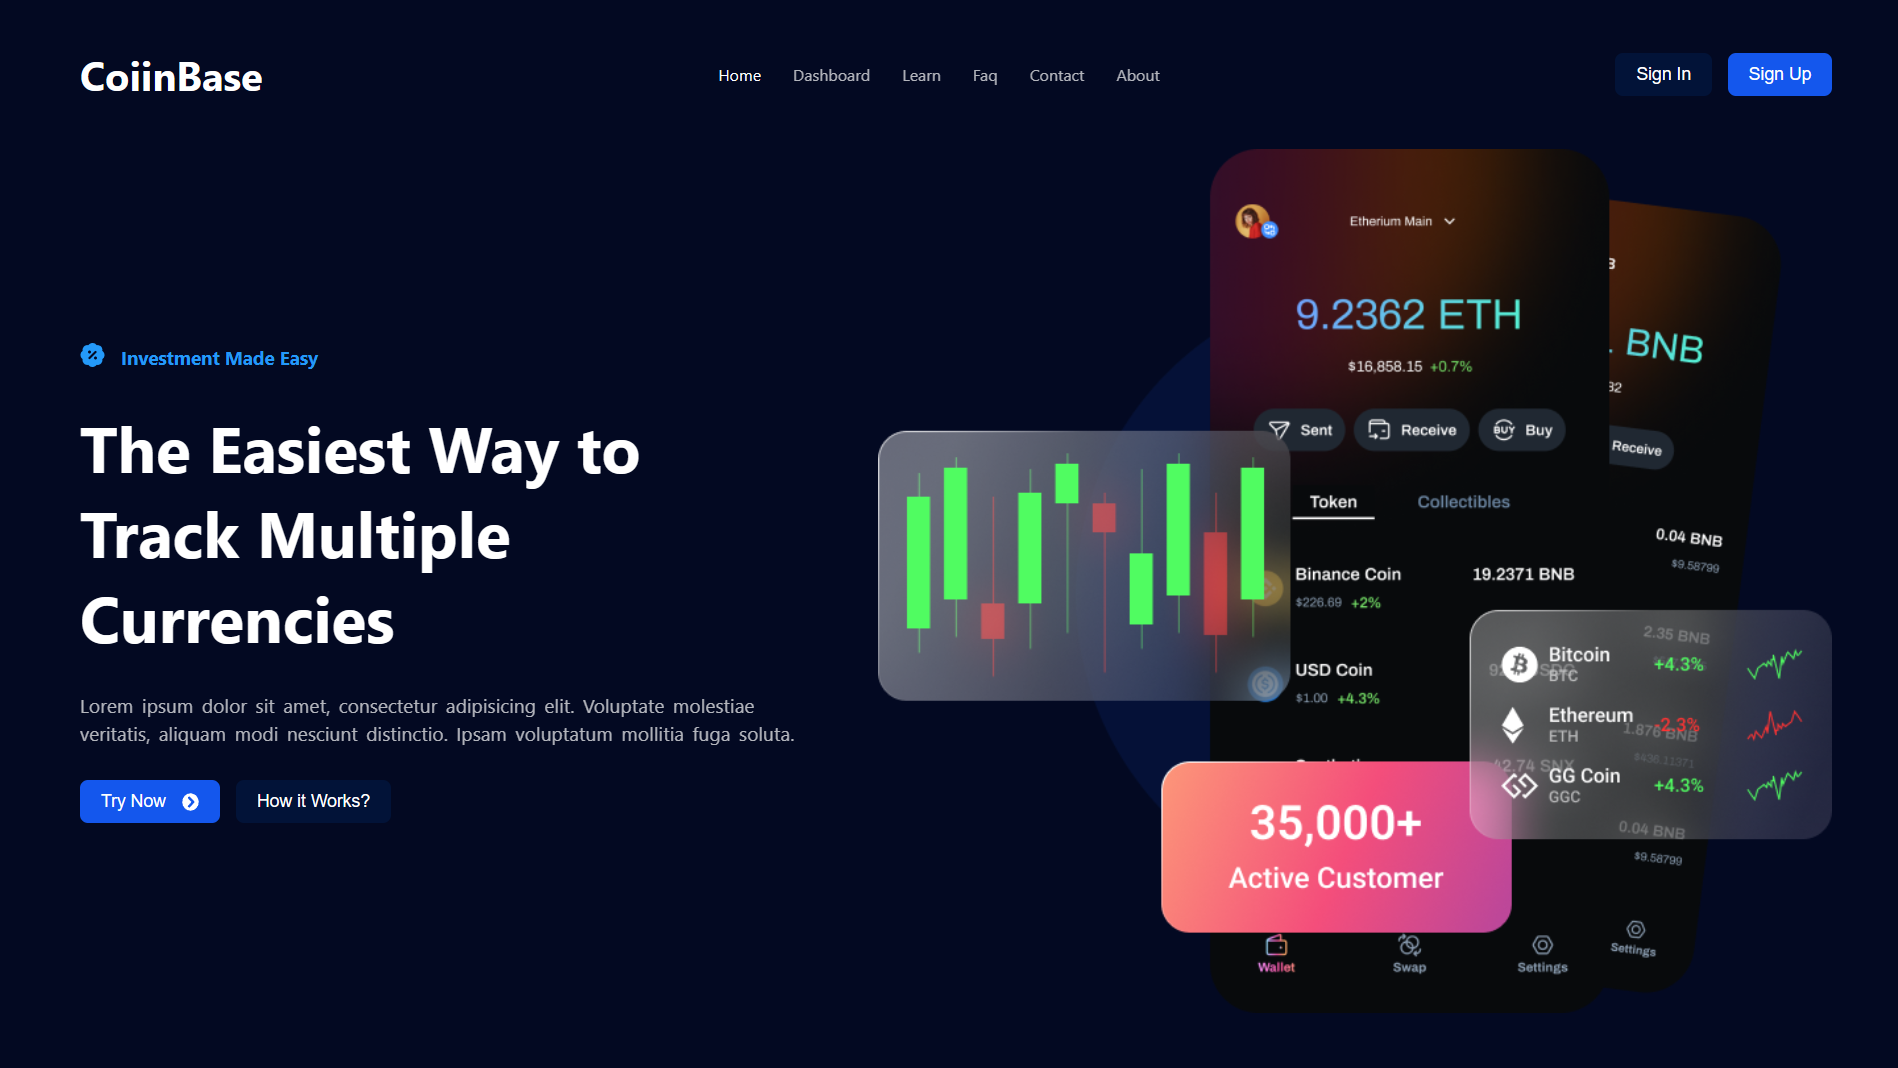 CoiinBase
Home Dashboard Learn Faq Contact About
Sign In Sign Up
Investment Made Easy
The Easiest Way to
Track Multiple
Currencies
Lorem ipsum dolor sit amet, consectetur adipisicing elit. Voluptate molestiae
veritatis, aliquam modi nesciunt distinctio. Ipsam voluptatum mollitia fuga soluta.
Try Now How it Works?
Etherium Main
9.2362 ETH
$16,858.15 +0.7%
Sent Receive BUY Buy
Token Collectibles
Binance Coin 19.2371 BNB
$226.69 +2%
USD Coin
$1.00 +4.3%
42.74 SNX
35,000+
Active Customer
Wallet Swap Settings
BNB
Receive
0.04 BNB
$9.58799
2.35 BNB
1.876 BNB
$436.11371
0.04 BNB
$9.58799
Settings
Bitcoin
BTC
+4.3%
Ethereum
ETH
-2.3%
GG Coin
GGC
+4.3%